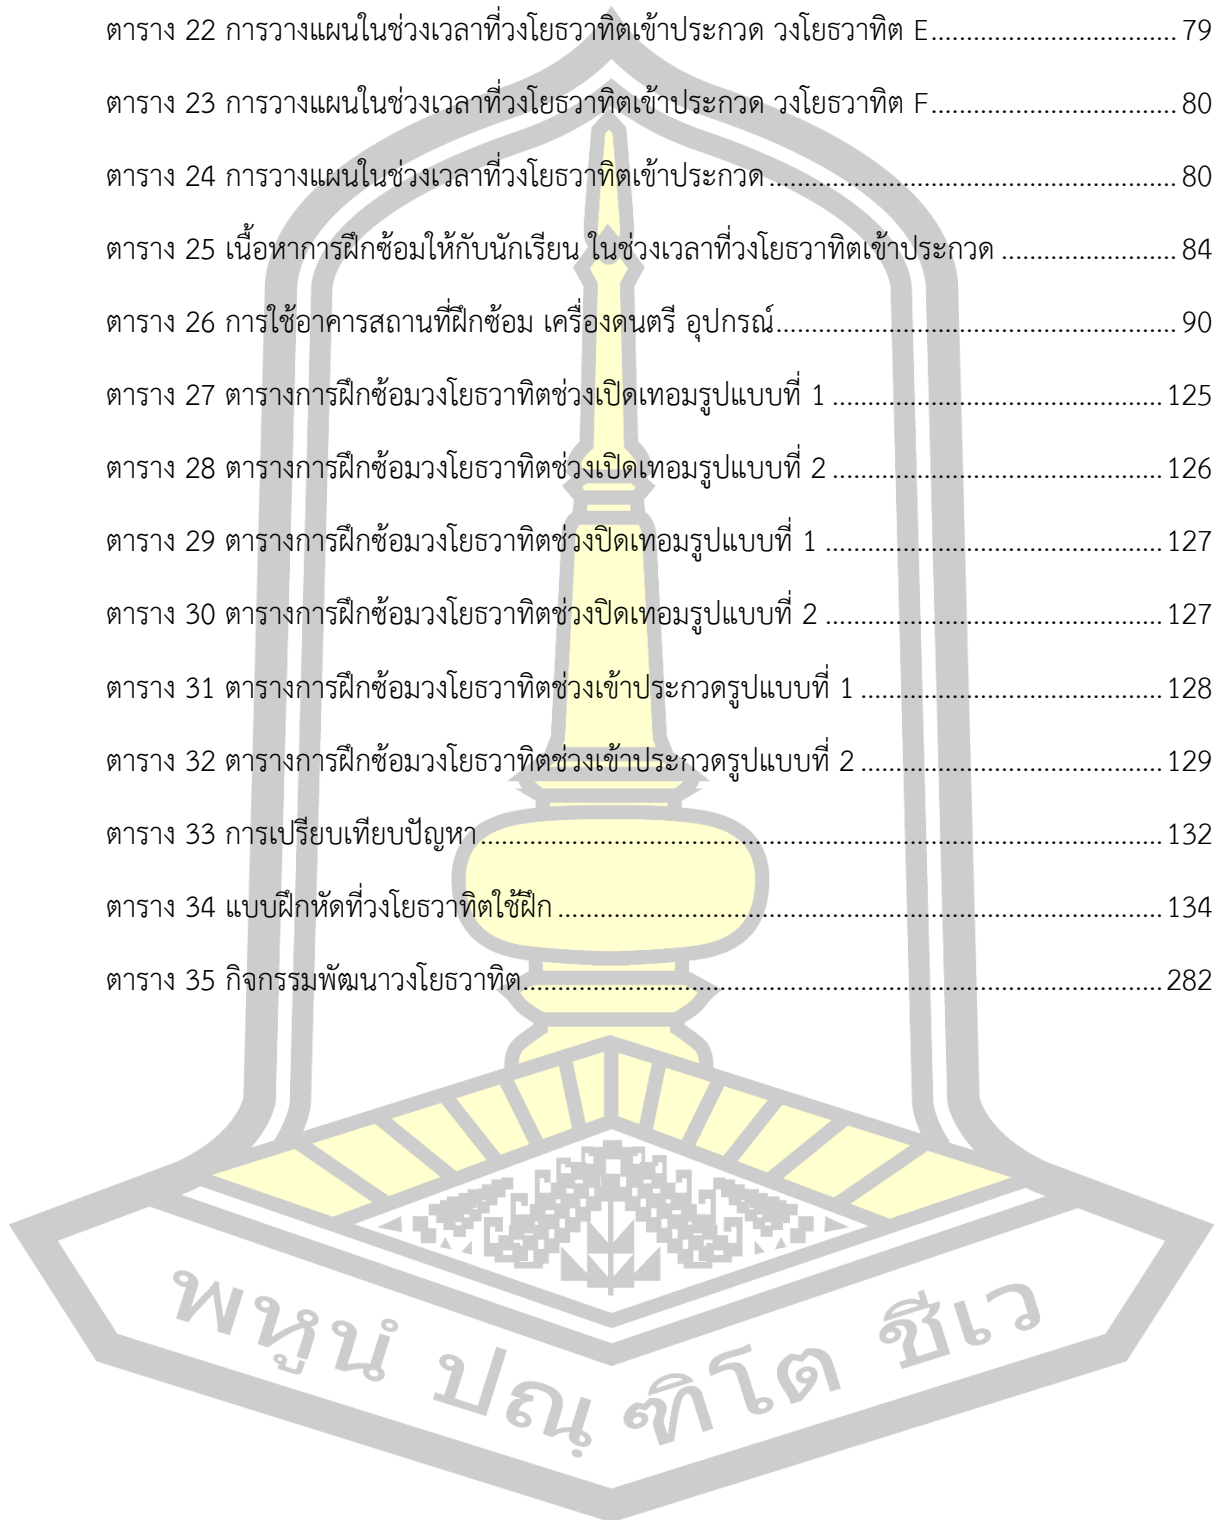 ตาราง 22 การวางแผนในช่วงเวลาที่วงโยธวาทิตเข้าประกวด วงโยธวาทิต E................................... 79
ตาราง 23 การวางแผนในช่วงเวลาที่วงโยธวาทิตเข้าประกวด วงโยธวาทิต F................................... 80
ตาราง 24 การวางแผนในช่วงเวลาที่วงโยธวาทิตเข้าประกวด.......................................................... 80
ตาราง 25 เนื้อหาการฝึกซ้อมให้กับนักเรียน ในช่วงเวลาที่วงโยธวาทิตเข้าประกวด ......................... 84
ตาราง 26 การใช้อาคารสถานที่ฝึกซ้อม เครื่องดนตรี อุปกรณ์......................................................... 90
ตาราง 27 ตารางการฝึกซ้อมวงโยธวาทิตช่วงเปิดเทอมรูปแบบที่ 1 ............................................... 125
ตาราง 28 ตารางการฝึกซ้อมวงโยธวาทิตช่วงเปิดเทอมรูปแบบที่ 2 ............................................... 126
ตาราง 29 ตารางการฝึกซ้อมวงโยธวาทิตช่วงปิดเทอมรูปแบบที่ 1 ................................................ 127
ตาราง 30 ตารางการฝึกซ้อมวงโยธวาทิตช่วงปิดเทอมรูปแบบที่ 2 ................................................ 127
ตาราง 31 ตารางการฝึกซ้อมวงโยธวาทิตช่วงเข้าประกวดรูปแบบที่ 1 ........................................... 128
ตาราง 32 ตารางการฝึกซ้อมวงโยธวาทิตช่วงเข้าประกวดรูปแบบที่ 2 ........................................... 129
ตาราง 33 การเปรียบเทียบปัญหา................................................................................................. 132
ตาราง 34 แบบฝึกหัดที่วงโยธวาทิตใช้ฝึก ...................................................................................... 134
ตาราง 35 กิจกรรมพัฒนาวงโยธวาทิต........................................................................................... 282
พหูนํ ปณฺฑิโต ชีเว